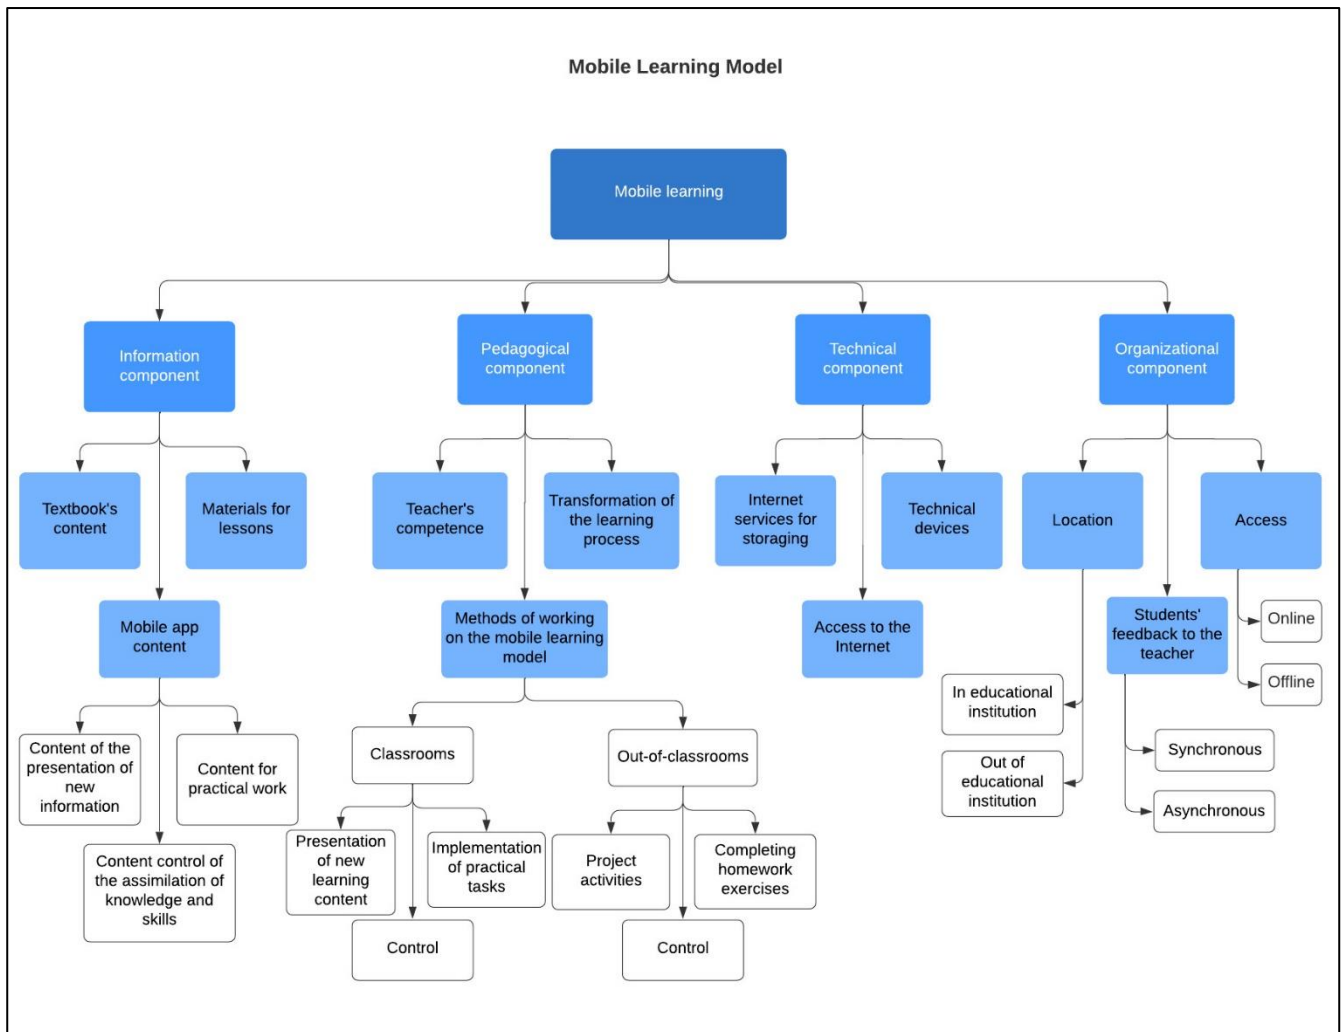 Mobile Learning Model
Mobile learning
Information
component
Pedagogical
component
Technical
component
Organizational
component
Textbook's
content
Materials for
lessons
Teacher's
competence
Transformation of
the learning
process
Internet
services for
storaging
Technical
devices
Location
Access
Mobile app
content
Methods of working
on the mobile learning
model
Access to the
Internet
Students'
feedback to the
teacher
Online
Offline
In educational
institution
Out of
educational
institution
Synchronous
Asynchronous
Content of the
presentation of
new
information
Content for
practical work
Content control of
the assimilation of
knowledge and
skills
Classrooms
Out-of-classrooms
Presentation
of new
learning
content
Implementation
of practical
tasks
Control
Project
activities
Completing
homework
exercises
Control